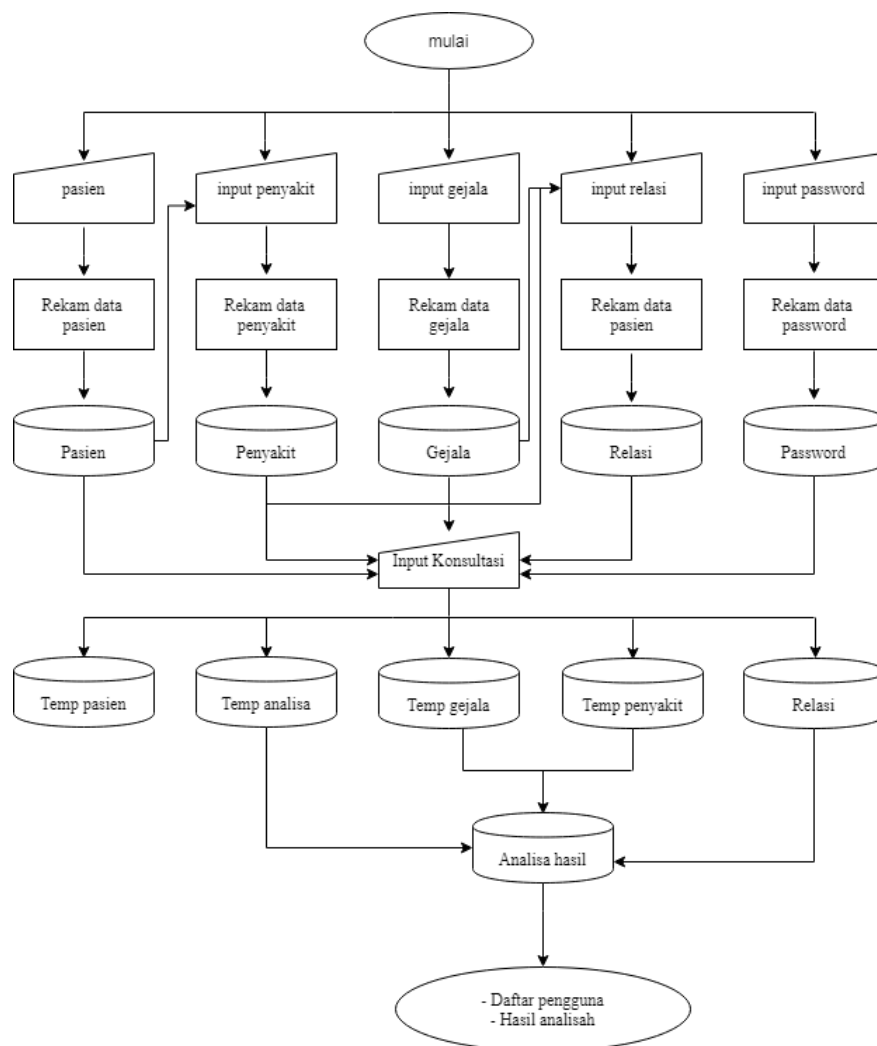 mulai
pasien
input penyakit
input gejala
input relasi
input password
Rekam data
pasien
Rekam data
penyakit
Rekam data
gejala
Rekam data
pasien
Rekam data
password
Pasien
Penyakit
Gejala
Relasi
Password
Input Konsultasi
Temp pasien
Temp analisa
Temp gejala
Temp penyakit
Relasi
Analisa hasil
- Daftar pengguna
- Hasil analisah